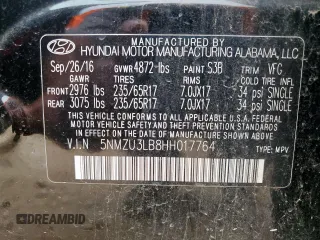 MANUFACTURED BY
HYUNDAI MOTOR MANUFACTURING ALABAMA, LLC
Sep/26/16 GVWR 4872 lbs PAINT S3B TRIM VFC
GAWR TIRES RIMS COLD TIRE INFLATION
FRONT 2976 lbs 235/65R17 7.0JX17 34 psi SINGLE
REAR 3075 lbs 235/65R17 7.0JX17 34 psi SINGLE
THIS VEHICLE CONFORMS TO ALL APPLICABLE U.S.A. FEDERAL MOTOR VEHICLE SAFETY AND THEFT PREVENTION STANDARDS IN EFFECT ON THE DATE OF MANUFACTURE SHOWN ABOVE.
V.I.N 5NMZU3LB8HH017764 TYPE: MPV
© DREAMBID